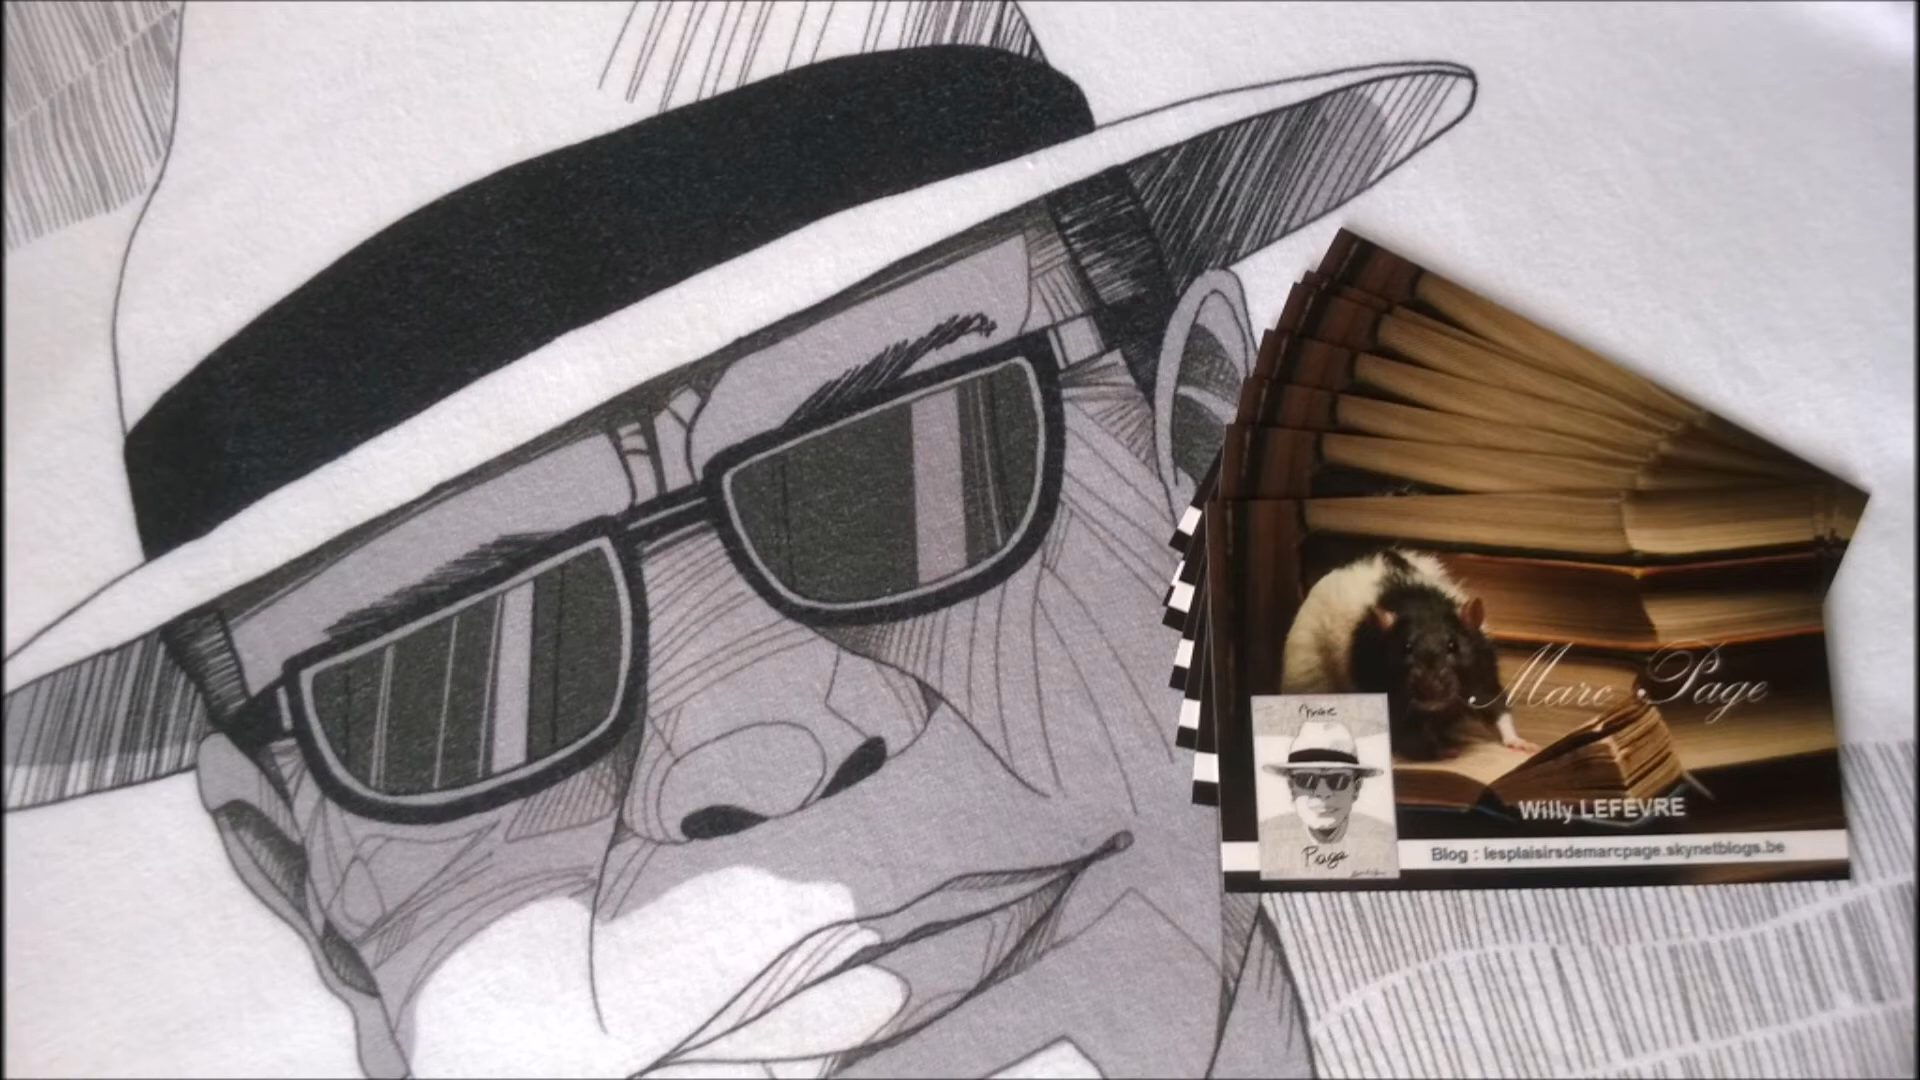 Marc Page
Marc
Page
Willy LEFEVRE
Blog : lesplaisirsdemarcpage.skynetblogs.be